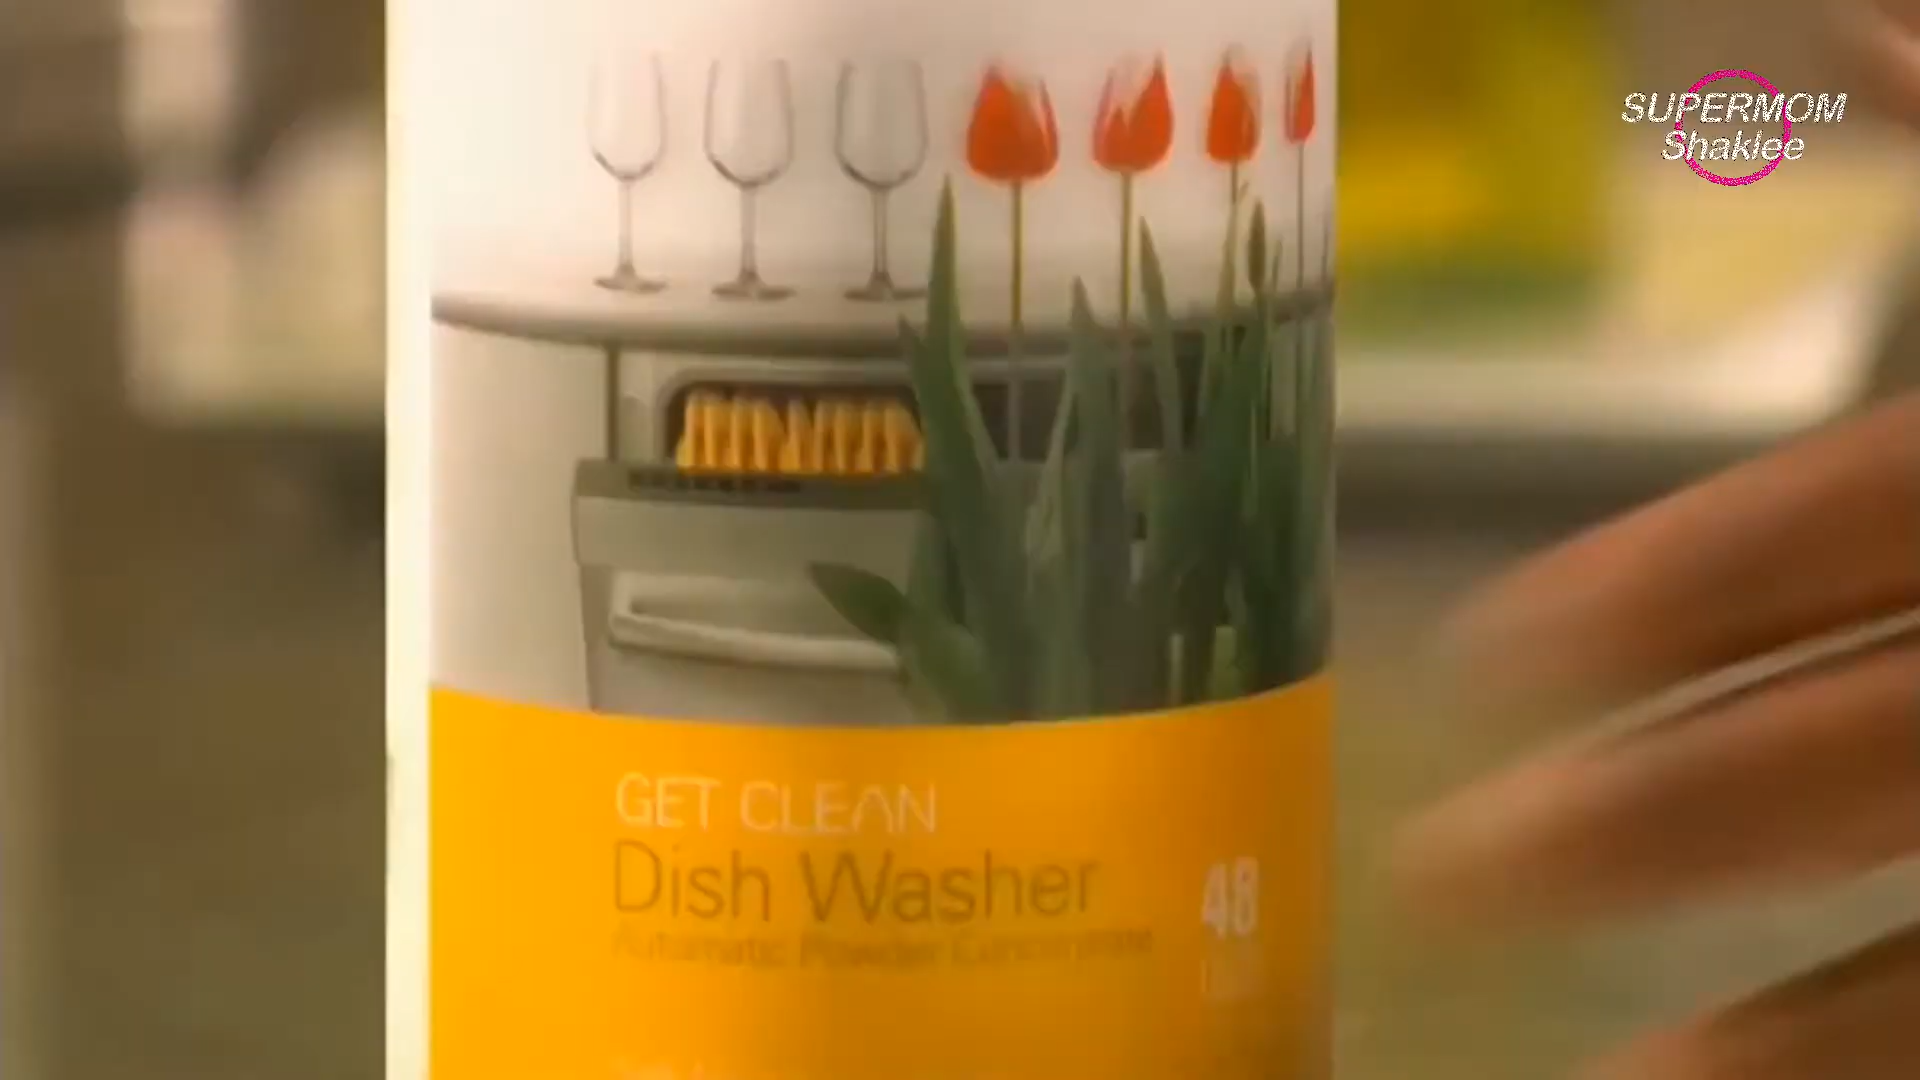 SUPERMOM
Shaklee
GET CLEAN
Dish Washer
48
Automatic Powder Concentrate